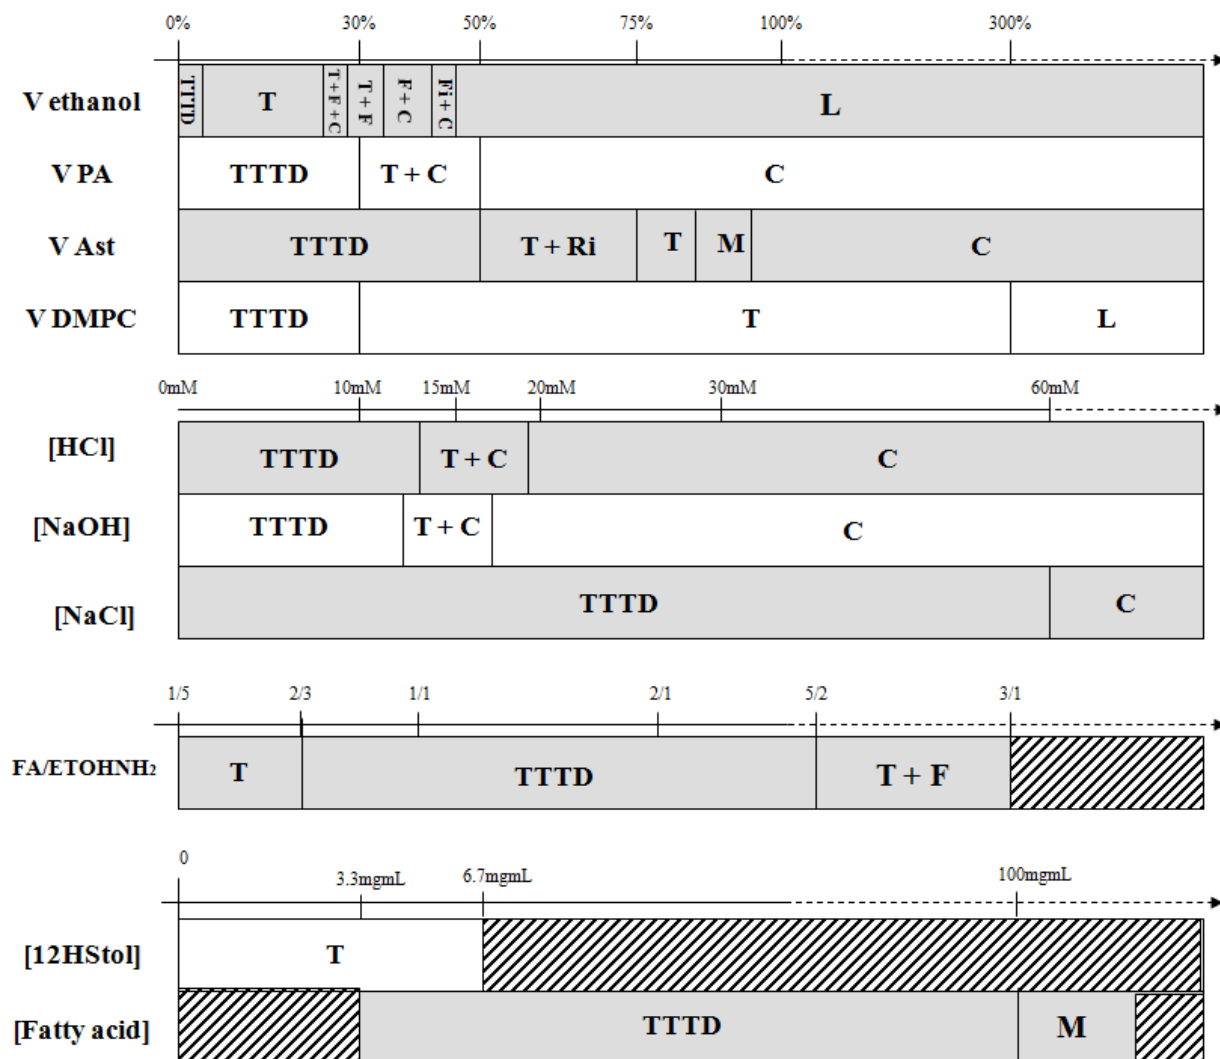 0% 30% 50% 75% 100% 300%
V ethanol TTTD T T + F + C T + F F + C Fi + C L
V PA TTTD T + C C
V Ast TTTD T + Ri T M C
V DMPC TTTD T L
0mM 10mM 15mM 20mM 30mM 60mM
[HCl] TTTD T + C C
[NaOH] TTTD T + C C
[NaCl] TTTD C
1/5 2/3 1/1 2/1 5/2 3/1
FA/ETOHNH₂ T TTTD T + F
0 3.3mgmL 6.7mgmL 100mgmL
[12HStol] T
[Fatty acid] TTTD M